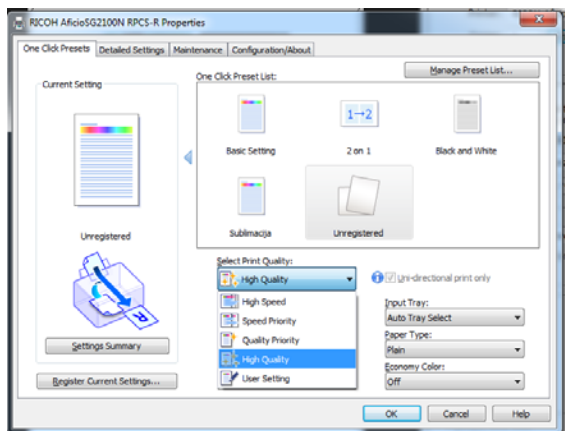 RICOH AficioSG2100N RPCS-R Properties
One Click Presets
Detailed Settings
Maintenance
Configuration/About
Current Setting
Unregistered
R
Settings Summary
Register Current Settings...
One Click Preset List:
Manage Preset List...
Basic Setting
1→2
2 on 1
Black and White
Sublimacija
Unregistered
Select Print Quality:
High Quality
High Speed
Speed Priority
Quality Priority
High Quality
User Setting
Uni-directional print only
Input Tray:
Auto Tray Select
Paper Type:
Plain
Economy Color:
Off
OK
Cancel
Help